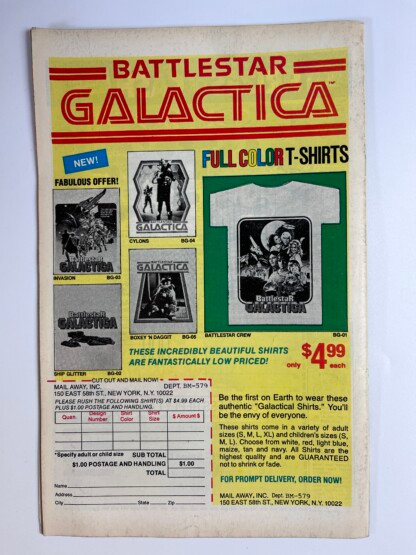 BATTLESTAR
GALACTICA™
NEW!
FABULOUS OFFER!
FULL COLOR T-SHIRTS
Battlestar
GALACTICA
INVASION BG-03
GALACTICA
CYLONS BG-04
Battlestar
GALACTICA
SHIP GLITTER BG-02
Battlestar
GALACTICA
BOXEY 'N DAGGIT BG-05
Battlestar
GALACTICA
BATTLESTAR CREW BG-01
THESE INCREDIBLY BEAUTIFUL SHIRTS
ARE FANTASTICALLY LOW PRICED!
only $4.99 each
CUT OUT AND MAIL NOW!
MAIL AWAY, INC. DEPT. BM-579
150 EAST 58th ST., NEW YORK, N.Y. 10022
PLEASE RUSH THE FOLLOWING SHIRT(S) AT $4.99 EACH.
PLUS $1.00 POSTAGE AND HANDLING.
Quan. Design Number Shirt Color Shirt Size $ Amount $
*Specify adult or child size SUB TOTAL
$1.00 POSTAGE AND HANDLING $1.00
TOTAL
Name
Address
City State Zip
Be the first on Earth to wear these
authentic "Galactical Shirts." You'll
be the envy of everyone.
These shirts come in a variety of adult
sizes (S, M, L, XL) and children's sizes (S,
M, L). Choose from white, red, light blue,
maize, tan and navy. All Shirts are the
highest quality and are GUARANTEED
not to shrink or fade.
FOR PROMPT DELIVERY, ORDER NOW!
MAIL AWAY, INC. Dept. BM-579
150 EAST 58th ST., NEW YORK, N.Y. 10022